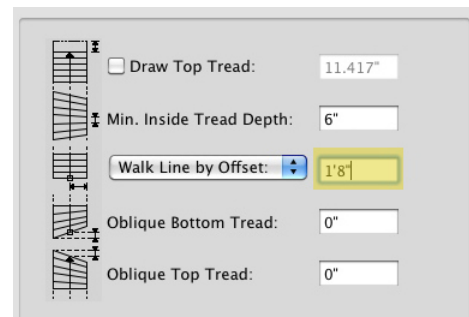 Draw Top Tread: 11.417"
Min. Inside Tread Depth: 6"
Walk Line by Offset: 1'8"
Oblique Bottom Tread: 0"
Oblique Top Tread: 0"